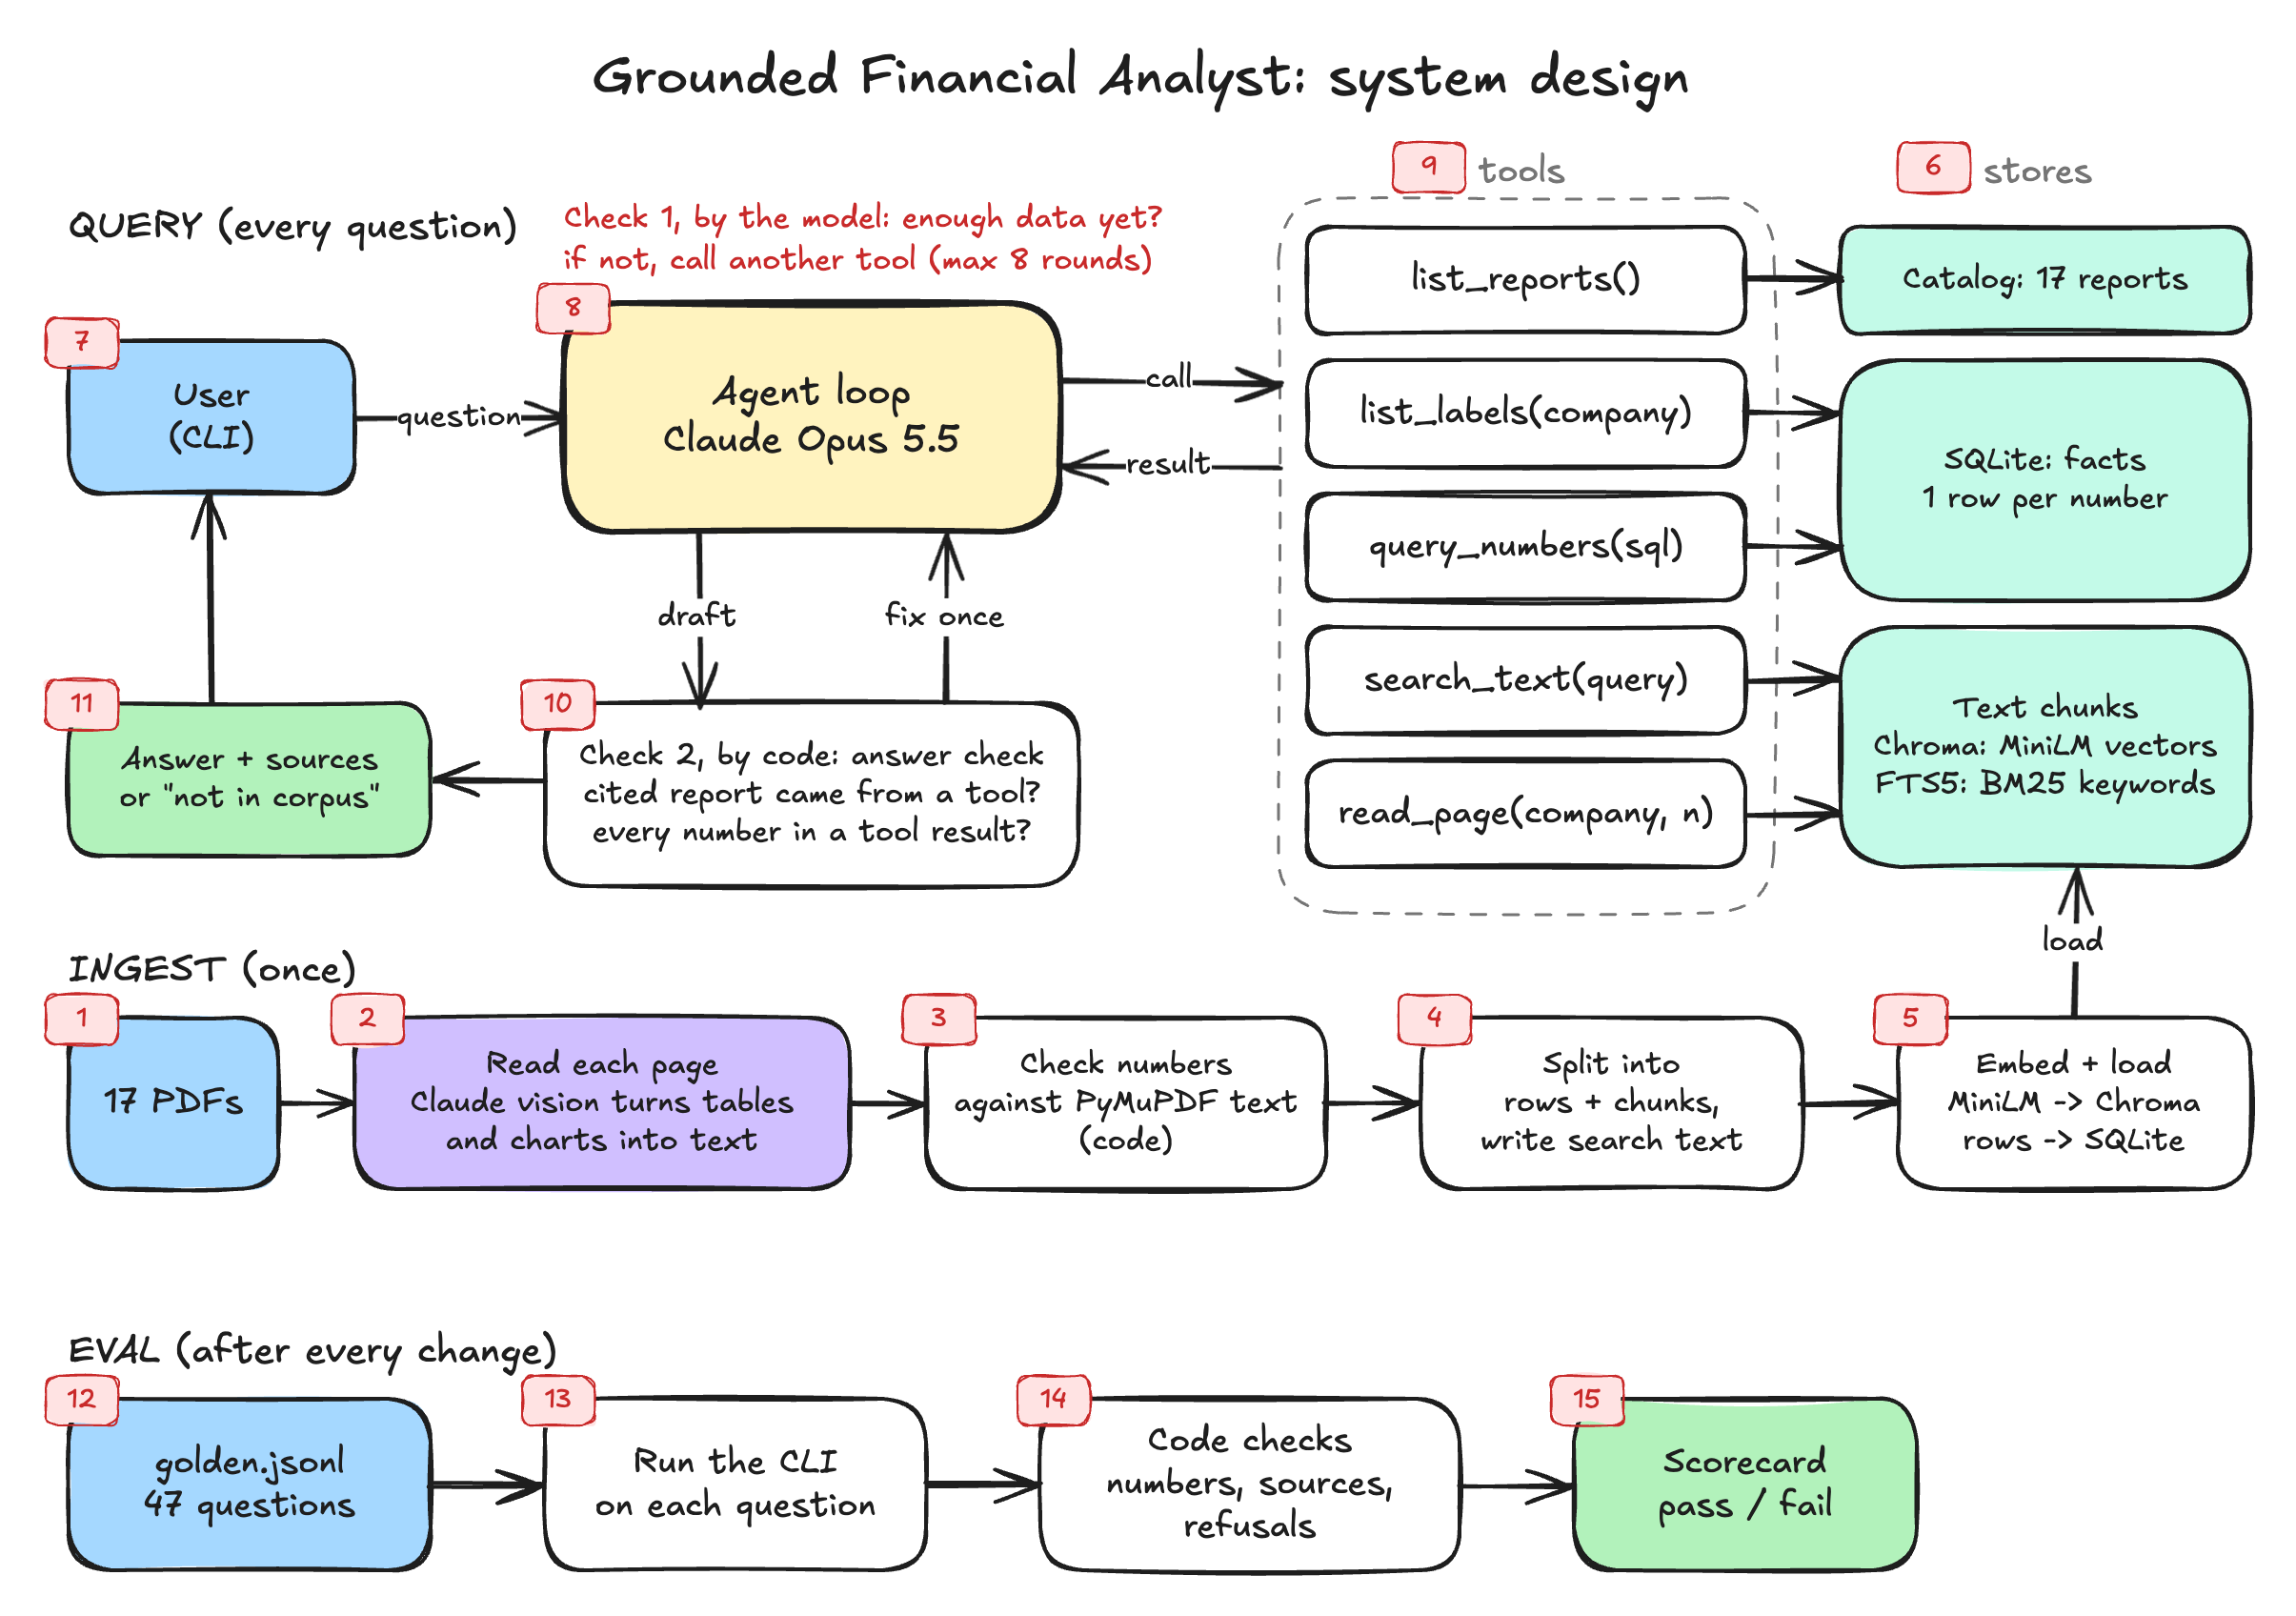 Grounded Financial Analyst: system design
9
tools
6
stores
QUERY (every question)
Check 1, by the model: enough data yet?
if not, call another tool (max 8 rounds)
7
User
(CLI)
question
8
Agent loop
Claude Opus 5.5
call
result
list_reports()
list_labels(company)
query_numbers(sql)
search_text(query)
read_page(company, n)
Catalog: 17 reports
SQLite: facts
1 row per number
Text chunks
Chroma: MiniLM vectors
FTS5: BM25 keywords
draft
fix once
11
Answer + sources
or "not in corpus"
10
Check 2, by code: answer check
cited report came from a tool?
every number in a tool result?
load
INGEST (once)
1
17 PDFs
2
Read each page
Claude vision turns tables
and charts into text
3
Check numbers
against PyMuPDF text
(code)
4
Split into
rows + chunks,
write search text
5
Embed + load
MiniLM -> Chroma
rows -> SQLite
EVAL (after every change)
12
golden.jsonl
47 questions
13
Run the CLI
on each question
14
Code checks
numbers, sources,
refusals
15
Scorecard
pass / fail